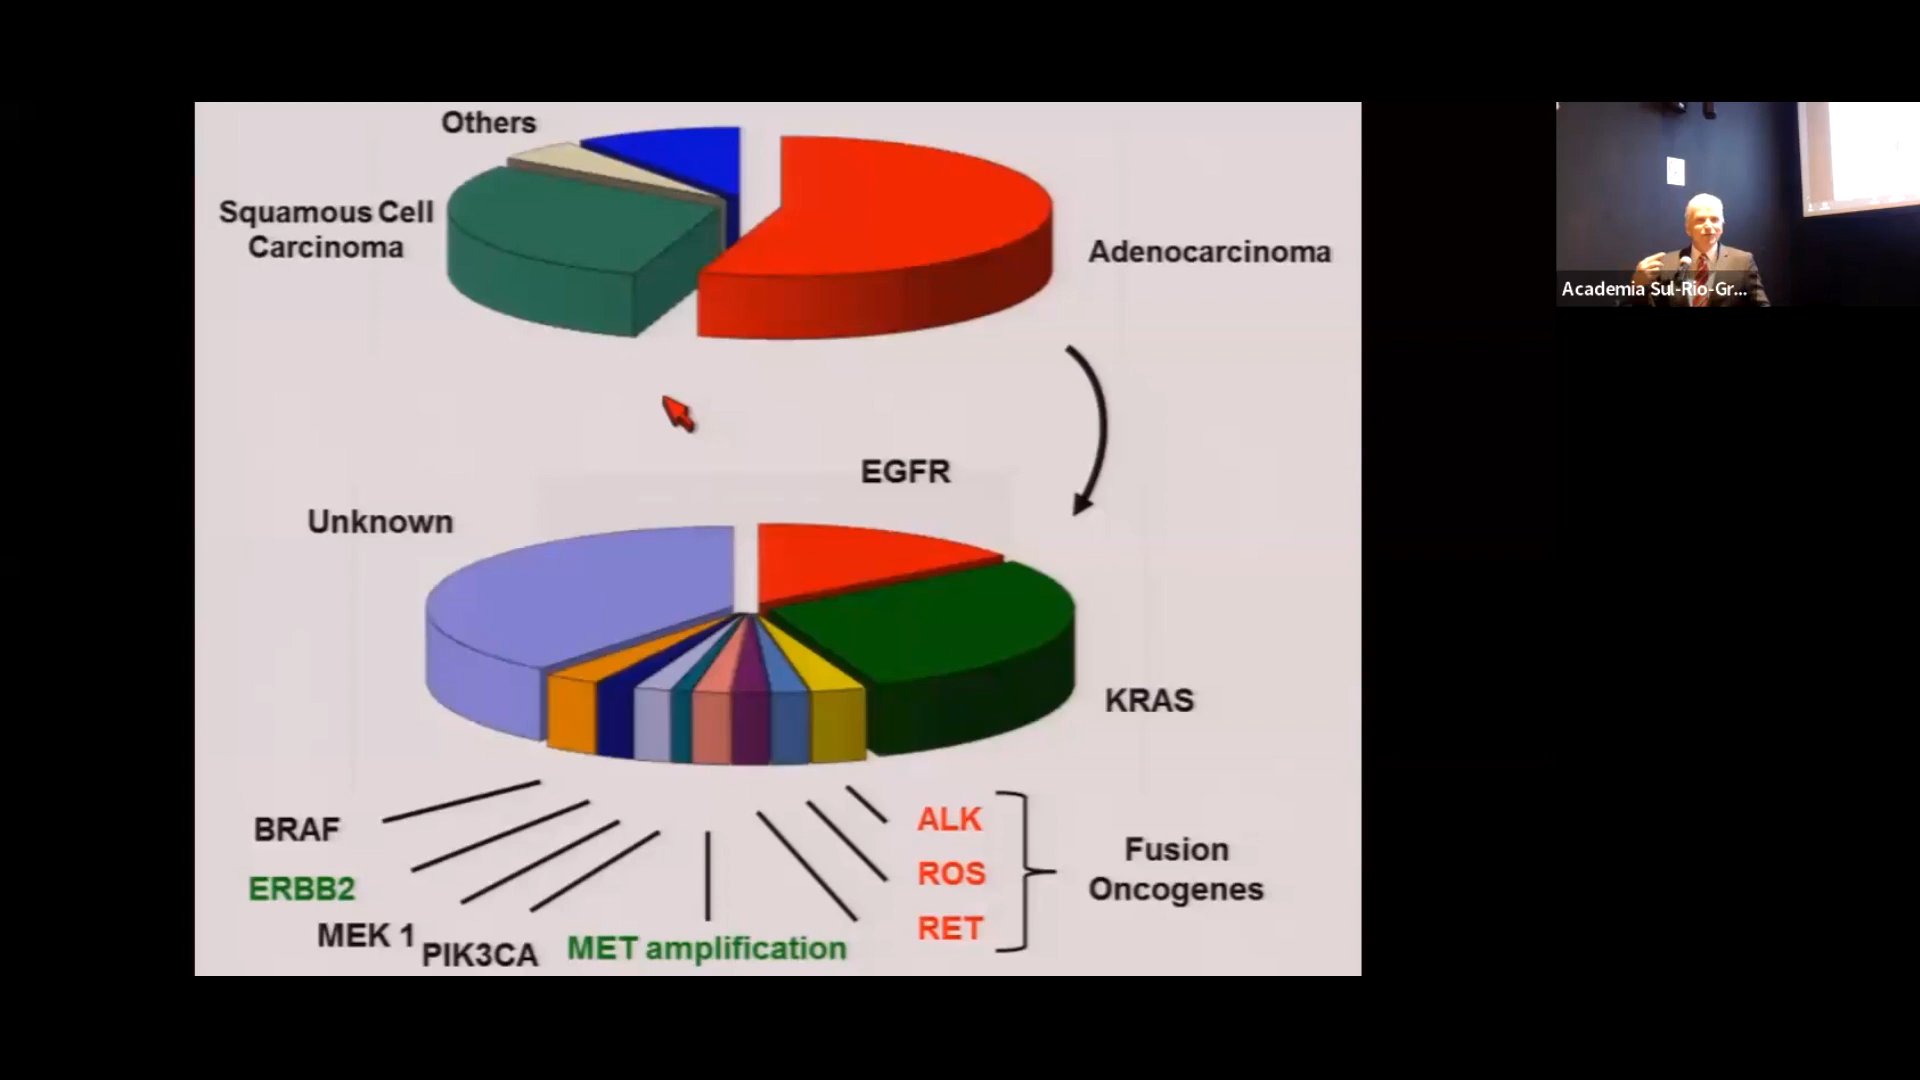 Others
Squamous Cell
Carcinoma
Adenocarcinoma
EGFR
Unknown
KRAS
BRAF
ERBB2
MEK 1
PIK3CA
MET amplification
ALK
ROS
RET
Fusion
Oncogenes
Academia Sul-Rio-Gr...